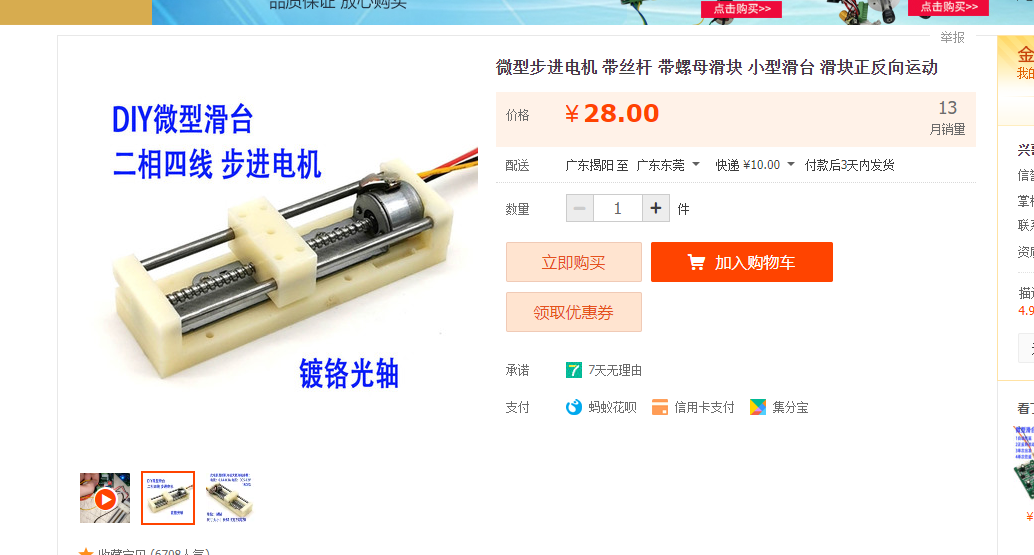 品质保证 放心购买
点击购买>>
点击购买>>
举报
微型步进电机 带丝杆 带螺母滑块 小型滑台 滑块正反向运动
价格
¥28.00
13
月销量
配送
广东揭阳 至 广东东莞 快递 ¥10.00 付款后3天内发货
数量
1
件
立即购买
加入购物车
领取优惠券
承诺
7天无理由
支付
蚂蚁花呗
信用卡支付
集分宝
DIY微型滑台
二相四线 步进电机
镀铬光轴
收藏宝贝 (6708人气)
金
我的
兴
信
掌
联
资
描述
4.9
看了
¥